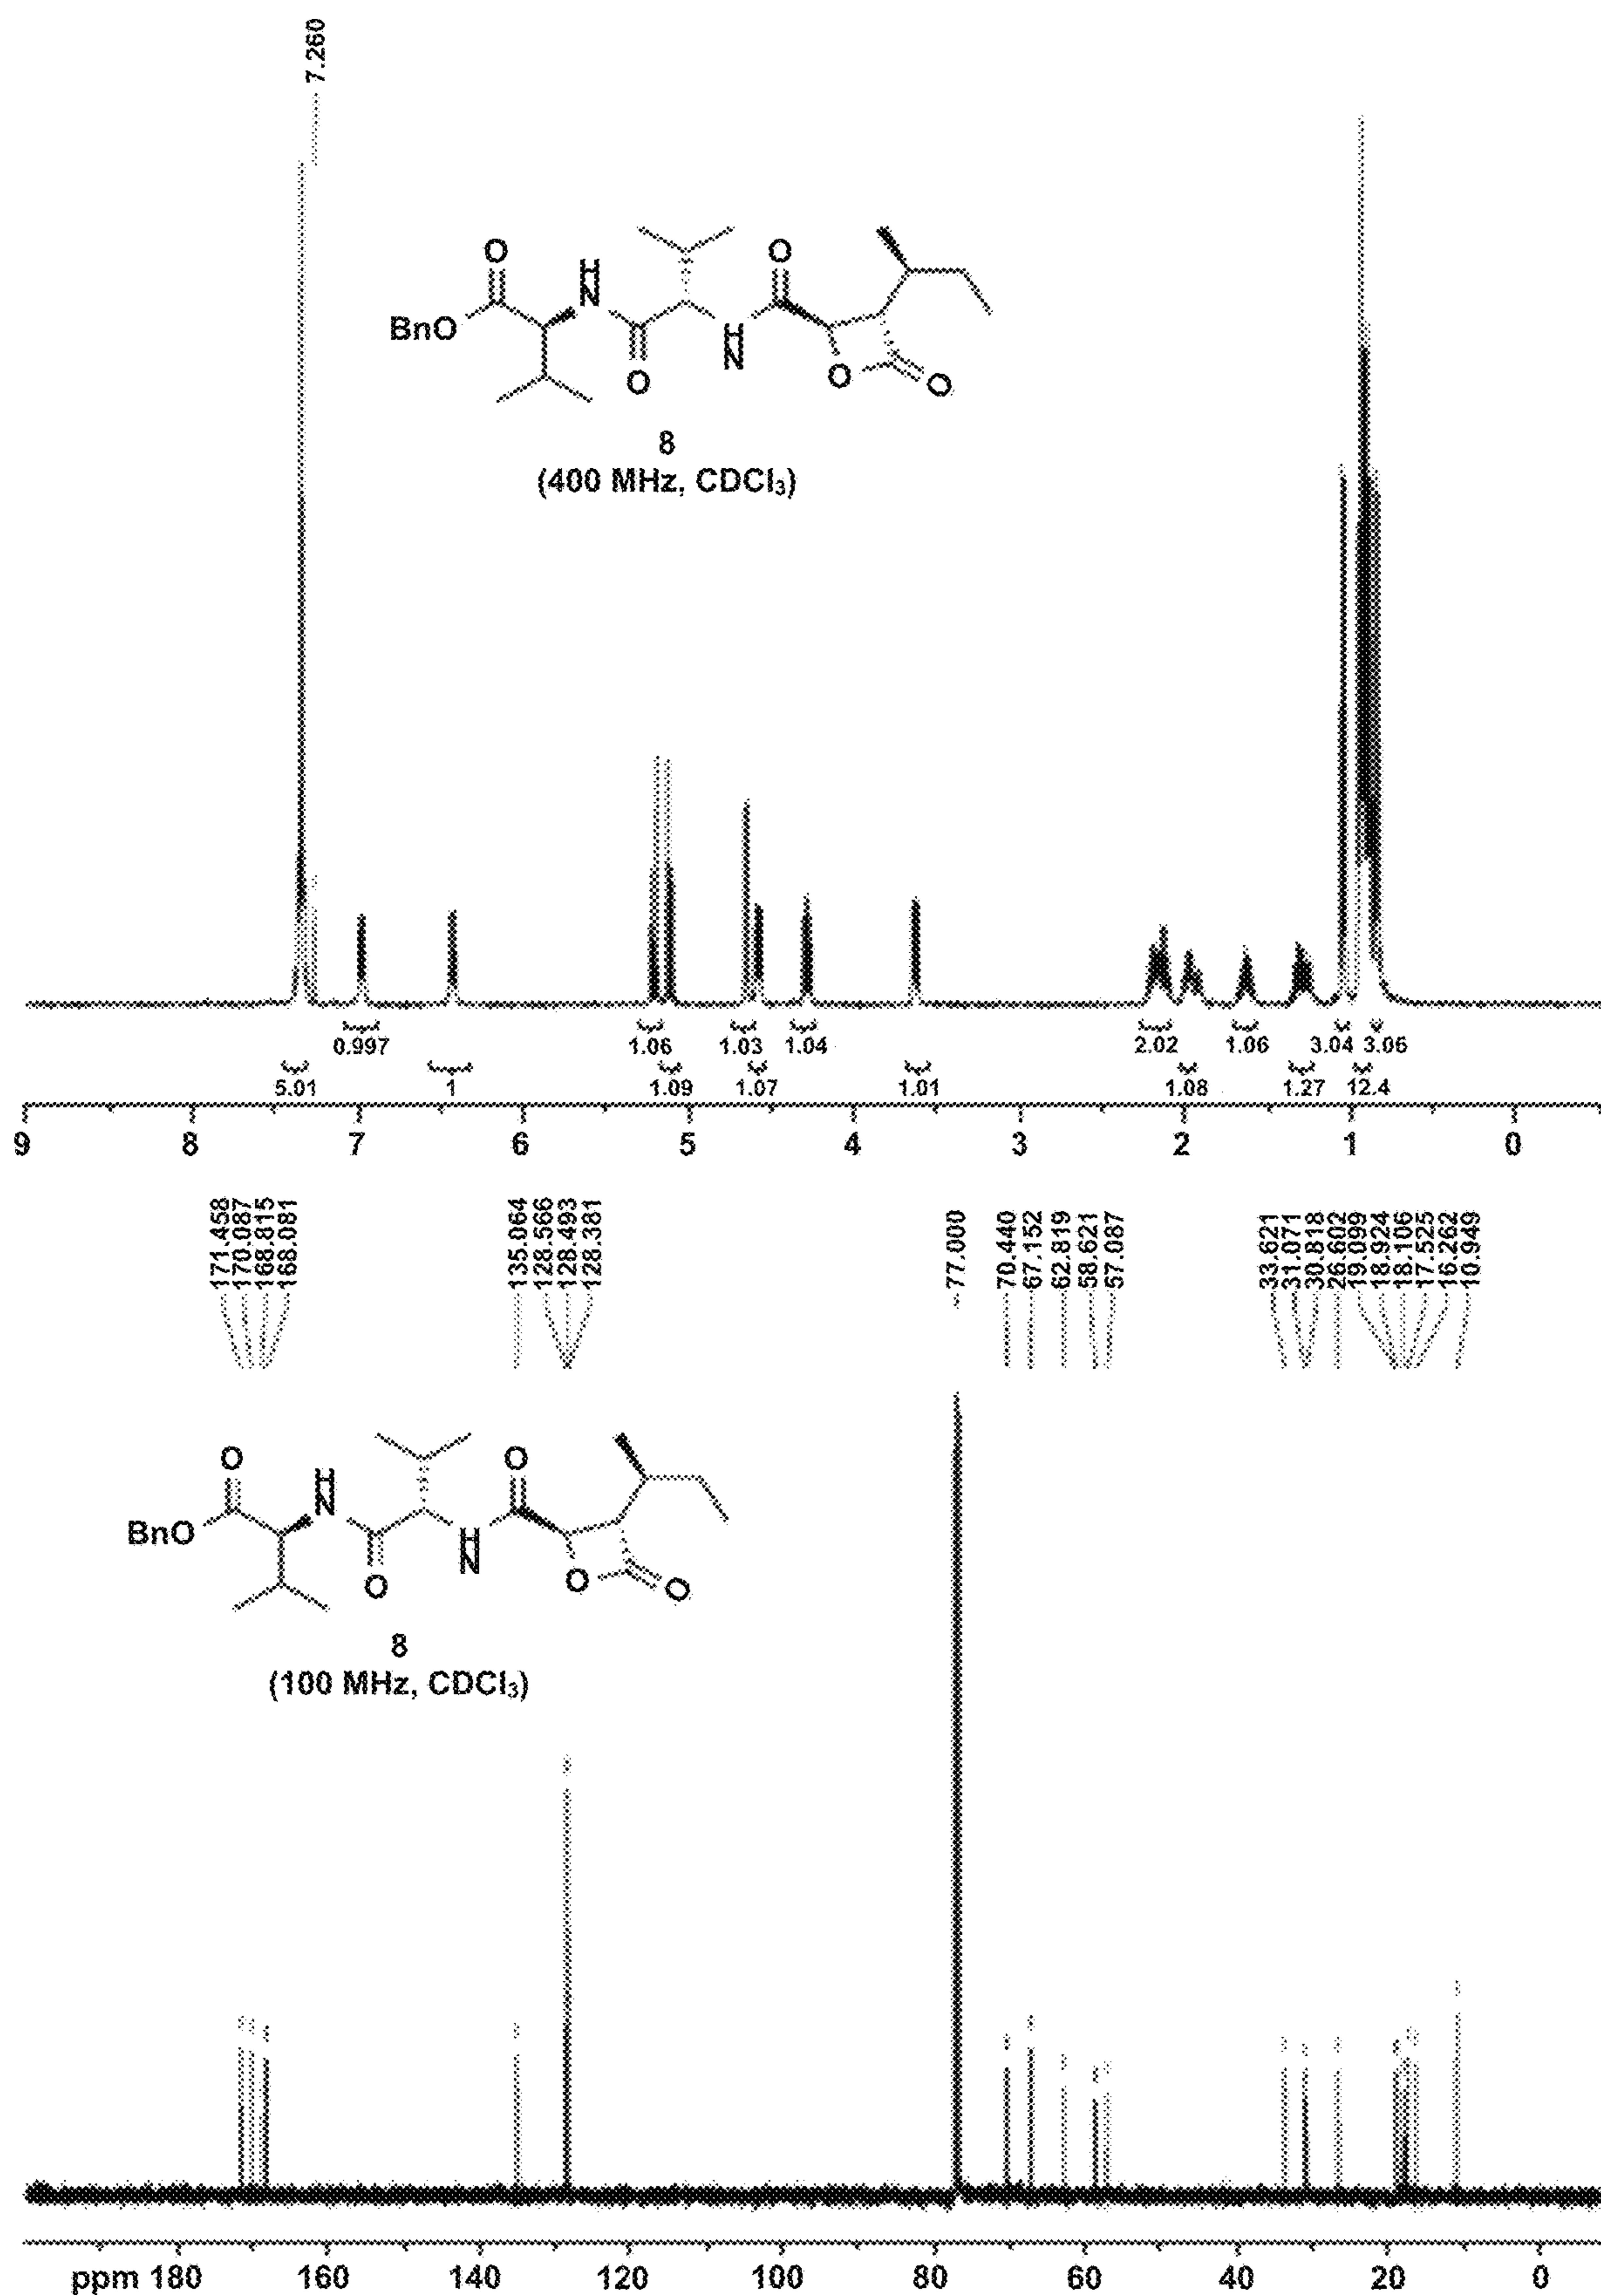 7.260
O
H
N
O
BnO
O
H
N
O
O
8
(400 MHz, CDCl₃)
0.997 1.06 1.03 1.04 2.02 1.06 3.04 3.06
5.01 1 1.09 1.07 1.01 1.08 1.27 12.4
9 8 7 6 5 4 3 2 1 0
171.458
170.087
168.815
168.081
135.064
128.566
128.493
128.381
77.000
70.440
67.152
62.819
58.621
57.087
33.621
31.071
30.818
26.602
19.099
18.924
18.106
17.525
16.262
10.949
O
H
N
O
BnO
O
H
N
O
O
8
(100 MHz, CDCl₃)
ppm 180 160 140 120 100 80 60 40 20 0